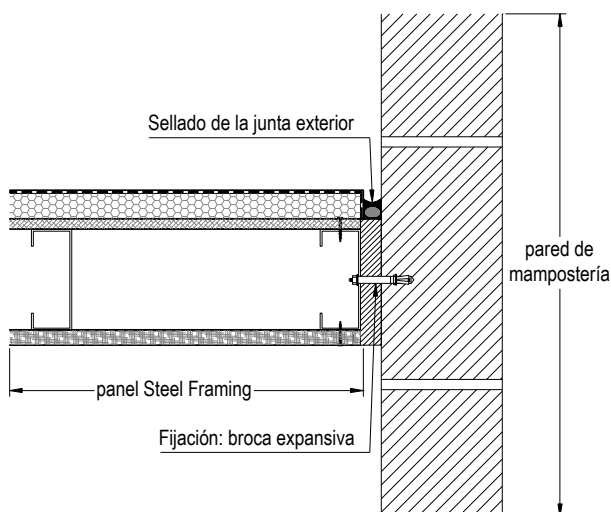 Sellado de la junta exterior
pared de
mampostería
panel Steel Framing
Fijación: broca expansiva